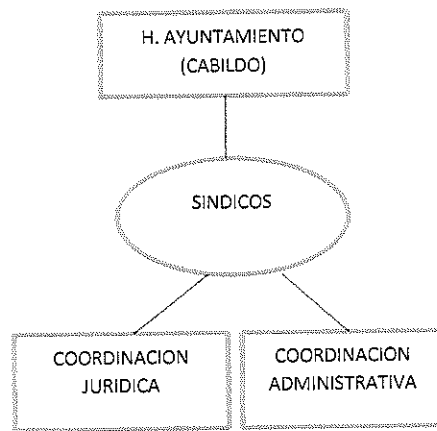 H. AYUNTAMIENTO
(CABILDO)
SINDICOS
COORDINACION
JURIDICA
COORDINACION
ADMINISTRATIVA